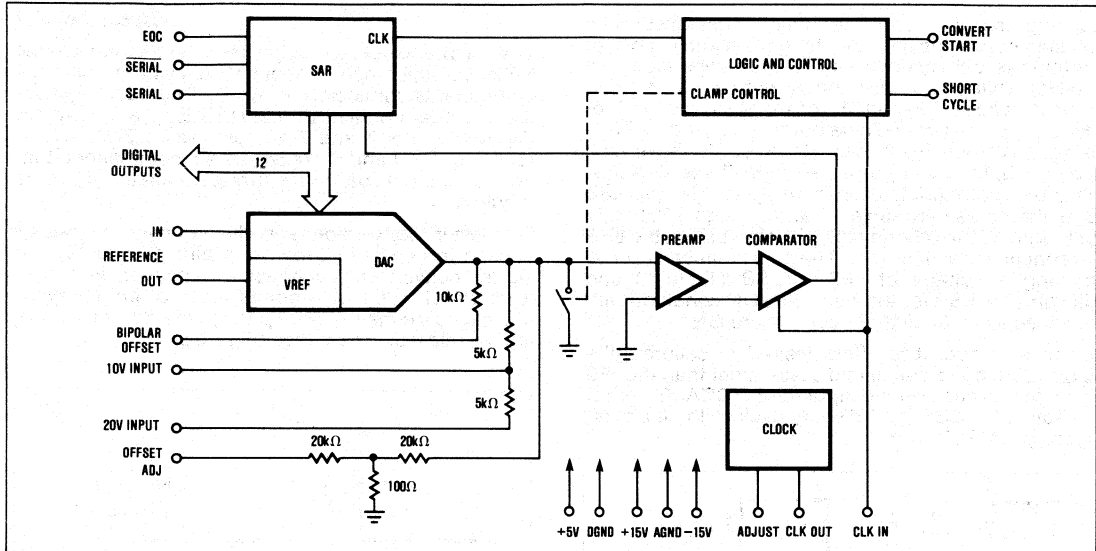 EOC
SERIAL
SERIAL
CLK
SAR
LOGIC AND CONTROL
CLAMP CONTROL
CONVERT
START
SHORT
CYCLE
DIGITAL
OUTPUTS
12
IN
REFERENCE
OUT
VREF
DAC
PREAMP
COMPARATOR
10kΩ
BIPOLAR
OFFSET
5kΩ
10V INPUT
5kΩ
20V INPUT
OFFSET
ADJ
20kΩ
20kΩ
100Ω
CLOCK
+5V DGND +15V AGND -15V
ADJUST CLK OUT
CLK IN